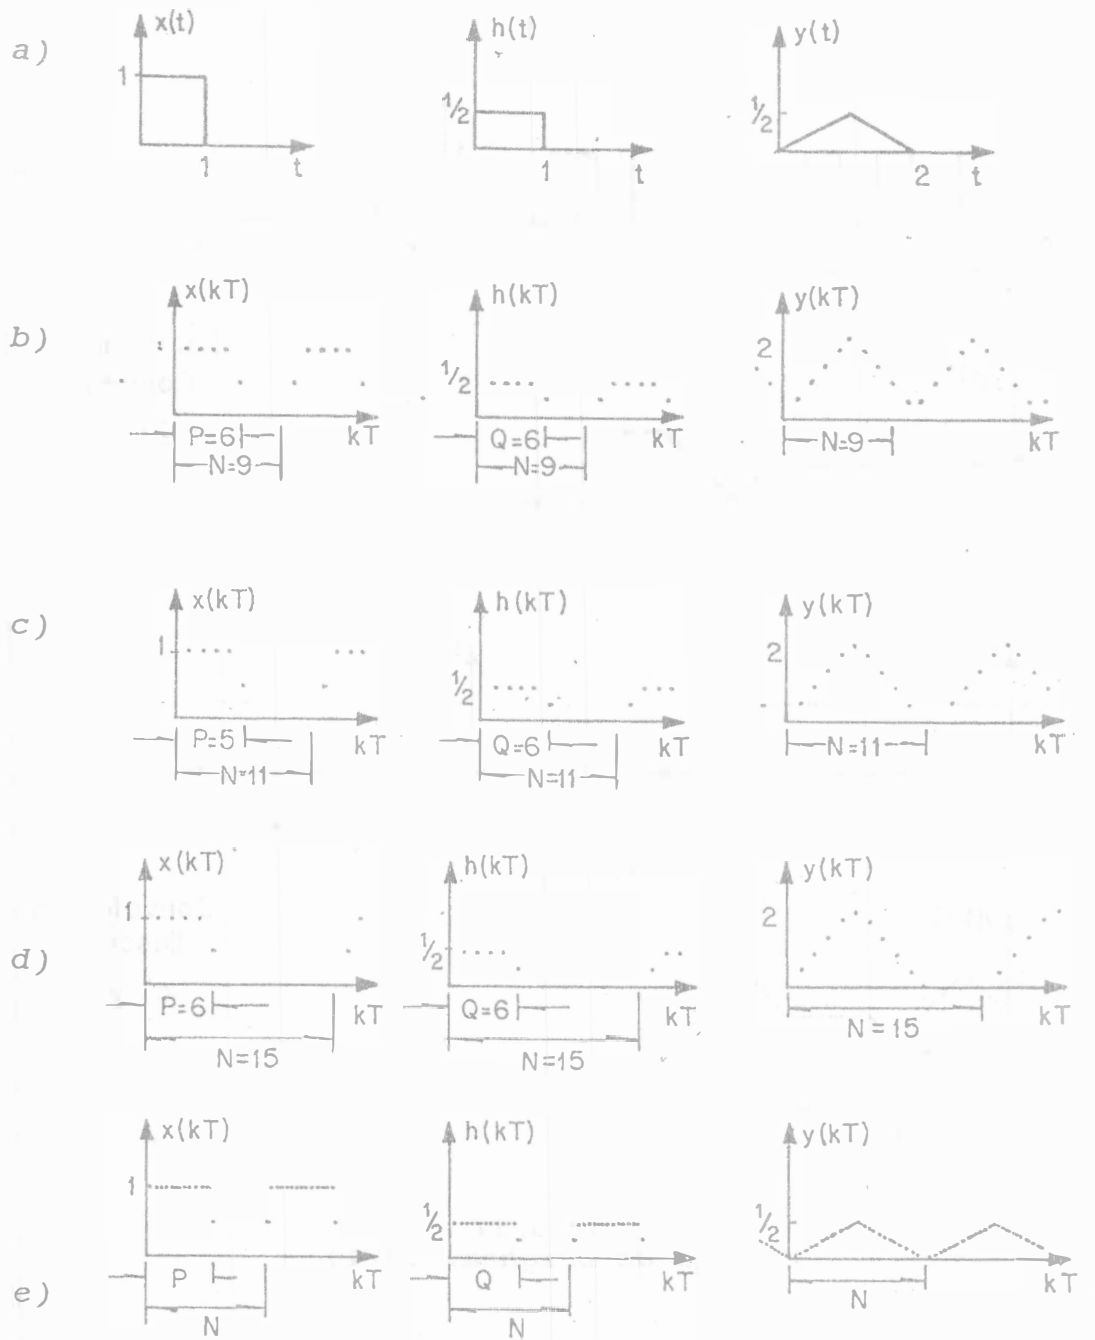 a)
x(t)
1
1
t
h(t)
1/2
1
t
y(t)
1/2
2
t
b)
x(kT)
1
kT
P=6
N=9
h(kT)
1/2
kT
Q=6
N=9
y(kT)
2
kT
N=9
c)
x(kT)
1
kT
P=5
N=11
h(kT)
1/2
kT
Q=6
N=11
y(kT)
2
kT
N=11
d)
x(kT)
1
kT
P=6
N=15
h(kT)
1/2
kT
Q=6
N=15
y(kT)
2
kT
N=15
e)
x(kT)
1
kT
P
N
h(kT)
1/2
kT
Q
N
y(kT)
1/2
kT
N